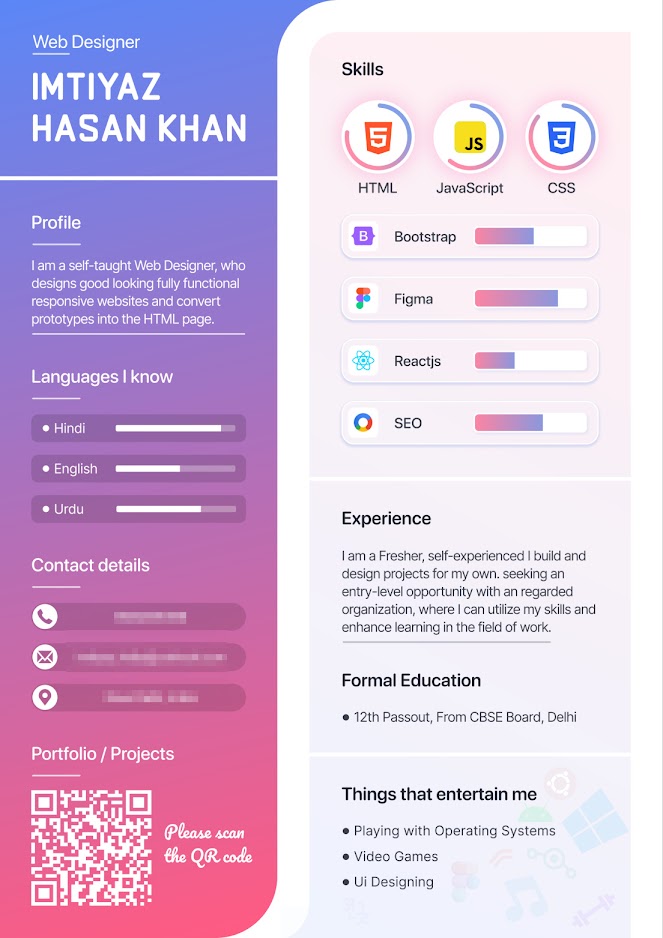 Web Designer
IMTIYAZ
HASAN KHAN
Profile
I am a self-taught Web Designer, who
designs good looking fully functional
responsive websites and convert
prototypes into the HTML page.
Languages I know
Hindi
English
Urdu
Contact details
Portfolio / Projects
Please scan
the QR code
Skills
5
JS
3
HTML
JavaScript
CSS
B
Bootstrap
Figma
Reactjs
SEO
Experience
I am a Fresher, self-experienced I build and
design projects for my own. seeking an
entry-level opportunity with an regarded
organization, where I can utilize my skills and
enhance learning in the field of work.
Formal Education
● 12th Passout, From CBSE Board, Delhi
Things that entertain me
● Playing with Operating Systems
● Video Games
● Ui Designing